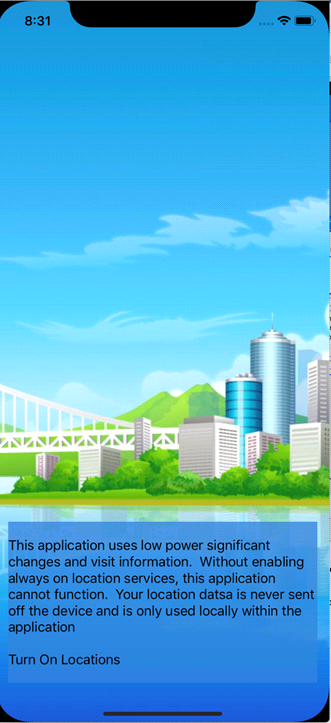 8:31
This application uses low power significant
changes and visit information.  Without enabling
always on location services, this application
cannot function.  Your location datsa is never sent
off the device and is only used locally within the
application
Turn On Locations